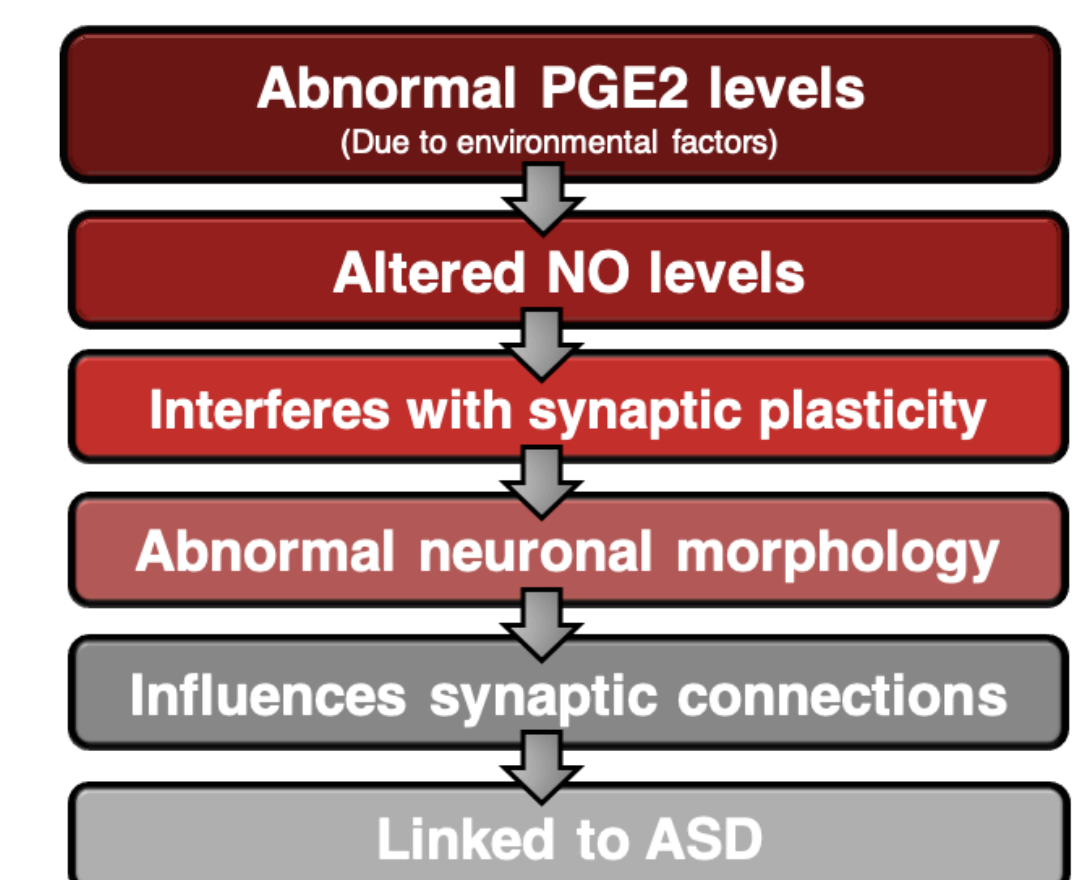 Abnormal PGE2 levels
(Due to environmental factors)
Altered NO levels
Interferes with synaptic plasticity
Abnormal neuronal morphology
Influences synaptic connections
Linked to ASD